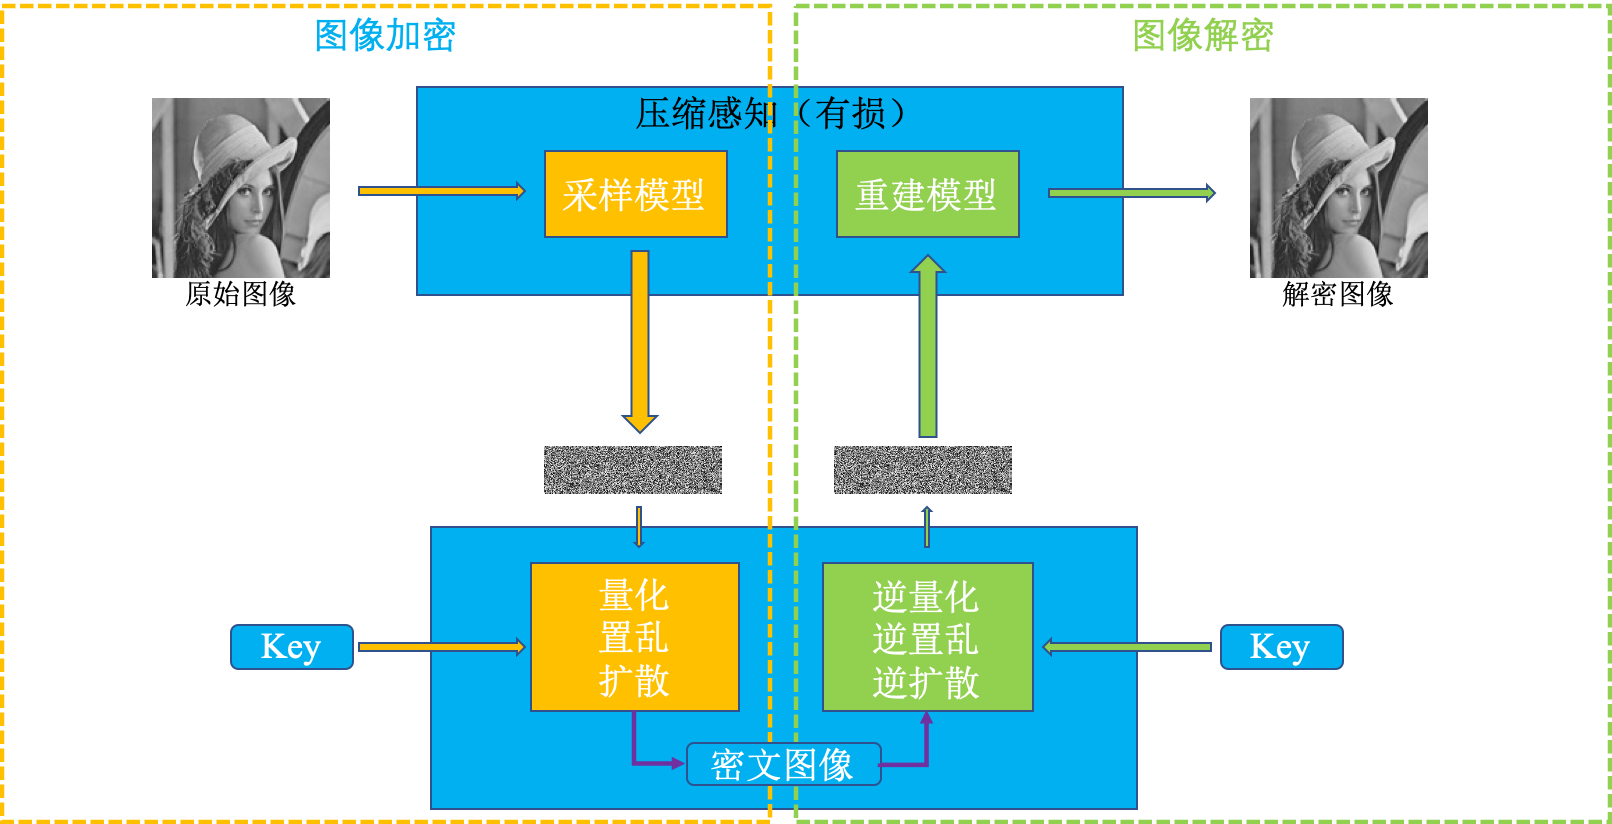 图像加密
图像解密
压缩感知（有损）
采样模型
重建模型
原始图像
解密图像
量化
置乱
扩散
逆量化
逆置乱
逆扩散
Key
Key
密文图像